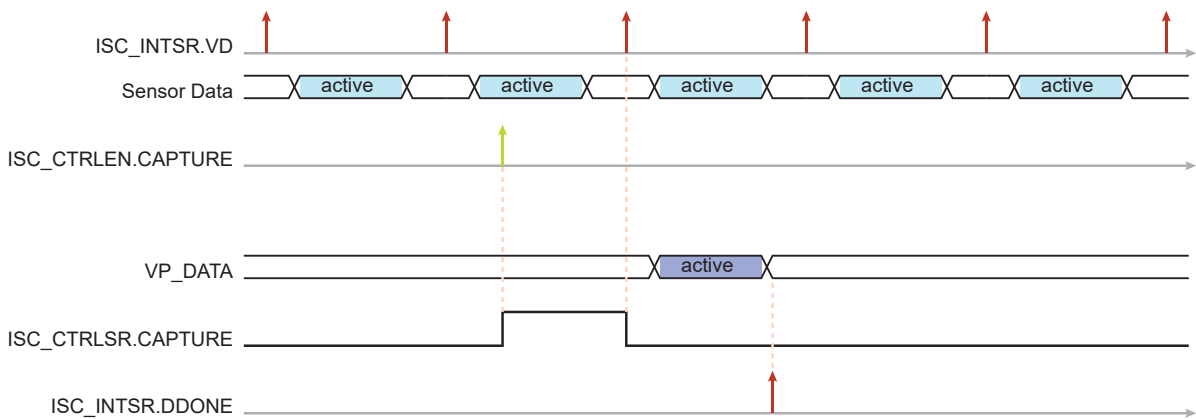 ISC_INTSR.VD
Sensor Data
active active active active active
ISC_CTRLEN.CAPTURE
VP_DATA
active
ISC_CTRLSR.CAPTURE
ISC_INTSR.DDONE